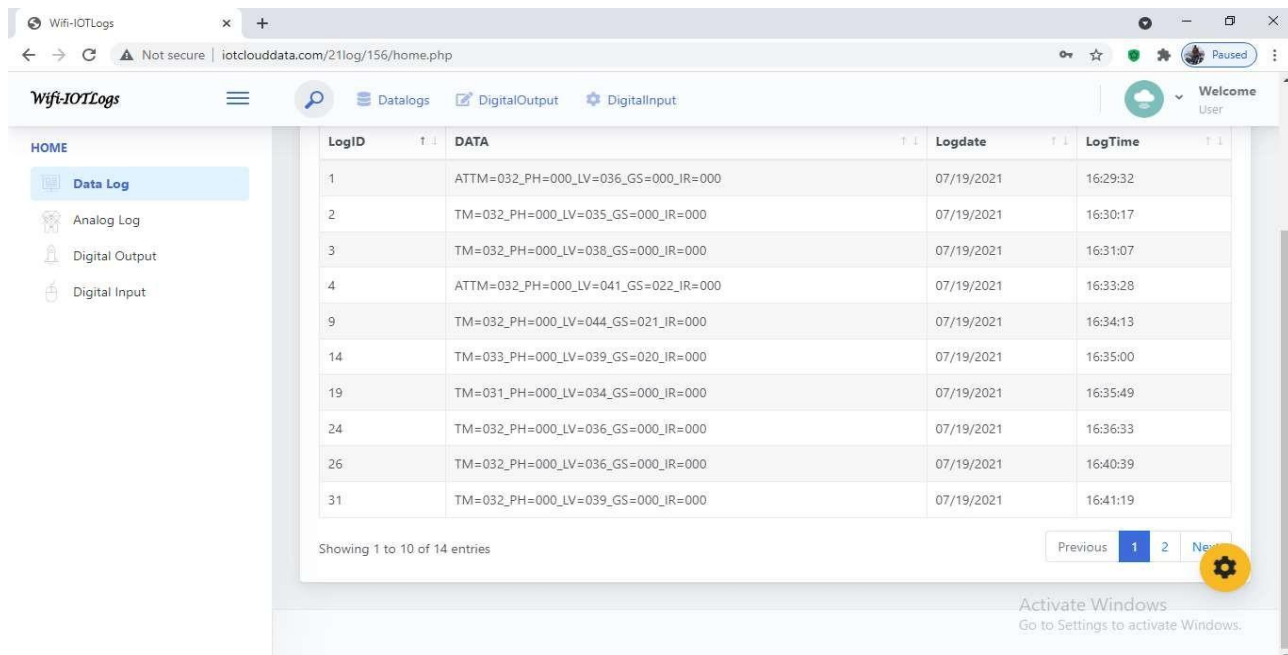 Wifi-IOTLogs
Not secure | iotclouddata.com/21log/156/home.php Paused
Wifi-IOTLogs Datalogs DigitalOutput DigitalInput Welcome
User
HOME
Data Log
Analog Log
Digital Output
Digital Input
LogID DATA Logdate LogTime
1 ATTM=032_PH=000_LV=036_GS=000_IR=000 07/19/2021 16:29:32
2 TM=032_PH=000_LV=035_GS=000_IR=000 07/19/2021 16:30:17
3 TM=032_PH=000_LV=038_GS=000_IR=000 07/19/2021 16:31:07
4 ATTM=032_PH=000_LV=041_GS=022_IR=000 07/19/2021 16:33:28
9 TM=032_PH=000_LV=044_GS=021_IR=000 07/19/2021 16:34:13
14 TM=033_PH=000_LV=039_GS=020_IR=000 07/19/2021 16:35:00
19 TM=031_PH=000_LV=034_GS=000_IR=000 07/19/2021 16:35:49
24 TM=032_PH=000_LV=036_GS=000_IR=000 07/19/2021 16:36:33
26 TM=032_PH=000_LV=036_GS=000_IR=000 07/19/2021 16:40:39
31 TM=032_PH=000_LV=039_GS=000_IR=000 07/19/2021 16:41:19
Showing 1 to 10 of 14 entries Previous 1 2
Activate Windows
Go to Settings to activate Windows.